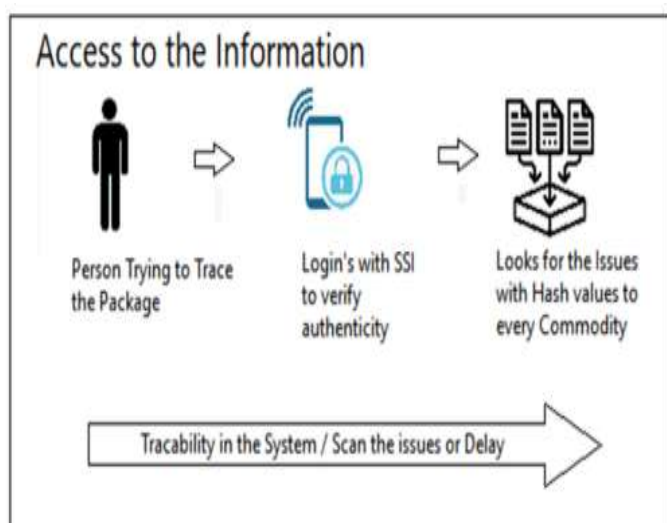 Access to the Information
Person Trying to Trace
the Package
Login's with SSI
to verify
authenticity
Looks for the Issues
with Hash values to
every Commodity
Tracability in the System / Scan the issues or Delay